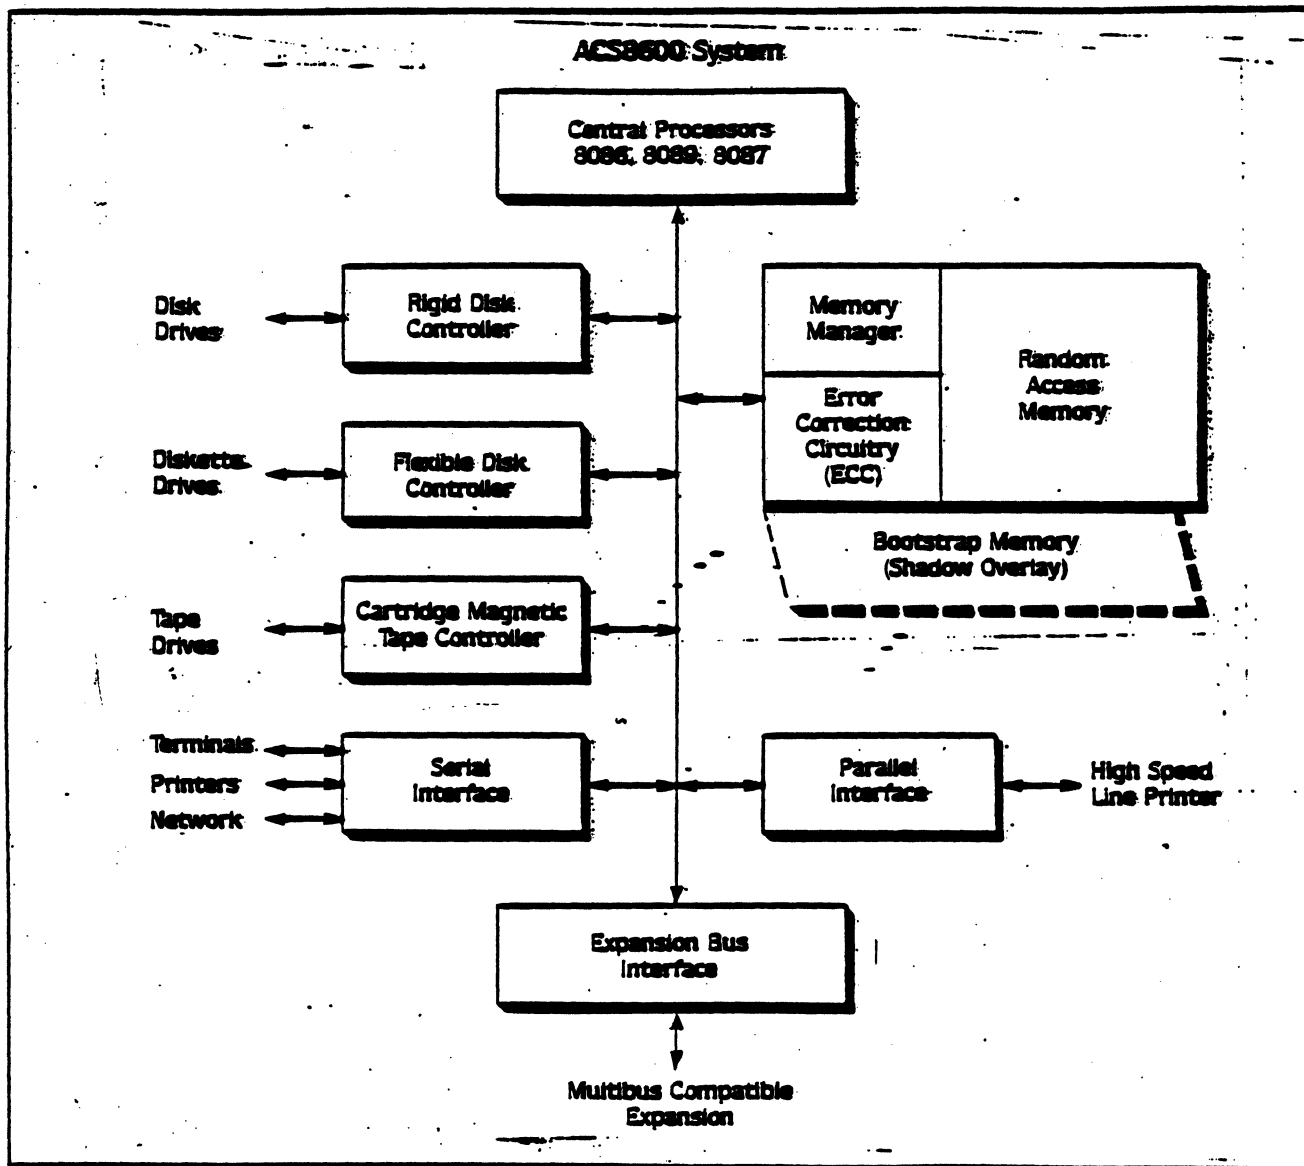 ACS8600 System
Central Processors
8086, 8089, 8087
Disk
Drives
Rigid Disk
Controller
Memory
Manager
Random
Access
Memory
Error
Correction
Circuitry
(ECC)
Diskette
Drives
Flexible Disk
Controller
Bootstrap Memory
(Shadow Overlay)
Tape
Drives
Cartridge Magnetic
Tape Controller
Terminals
Printers
Network
Serial
Interface
Parallel
Interface
High Speed
Line Printer
Expansion Bus
Interface
Multibus Compatible
Expansion